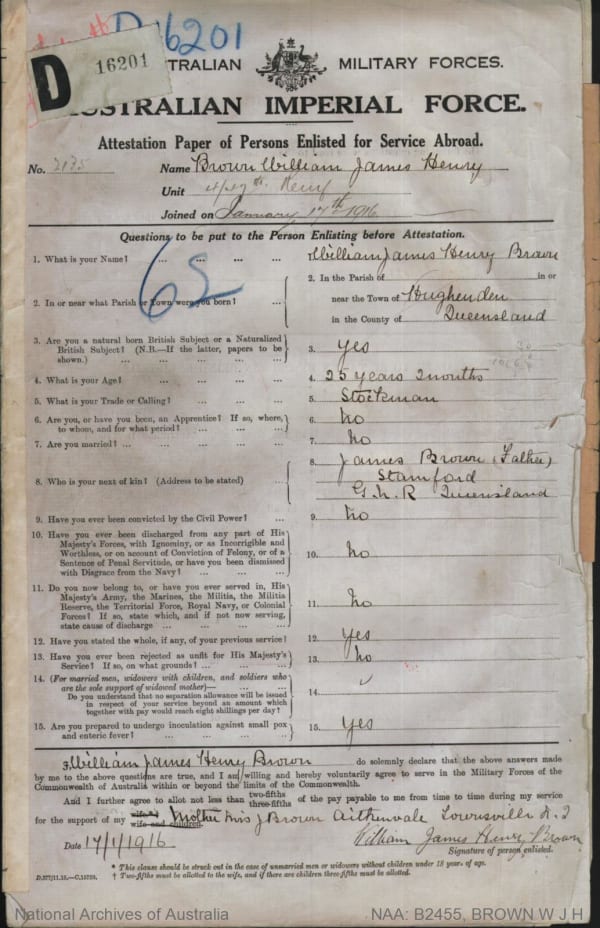 D 16201
D 16201
AUSTRALIAN MILITARY FORCES.
AUSTRALIAN IMPERIAL FORCE.
Attestation Paper of Persons Enlisted for Service Abroad.
No. 2135 Name Brown William James Henry
Unit
Joined on January 17th 1916
Questions to be put to the Person Enlisting before Attestation.
1. What is your Name? ... ... ... ... 1. William James Henry Brown
62
2. In or near what Parish or Town were you born? ... 2. In the Parish of in or
near the Town of Hughenden
in the County of Queensland
3. Are you a natural born British Subject or a Naturalized
British Subject? (N.B.—If the latter, papers to be
shown.) ... ... ... ... 3. Yes
4. What is your Age? ... ... ... ... 4. 25 years 2 months
5. What is your Trade or Calling? ... ... ... 5. Stockman
6. Are you, or have you been, an Apprentice? If so, where,
to whom, and for what period? ... ... ... 6. No
7. Are you married? ... ... ... ... 7. No
8. Who is your next of kin? (Address to be stated) ... 8. James Brown (Father)
Stamford
G.N.R Queensland
9. Have you ever been convicted by the Civil Power? ... 9. No
10. Have you ever been discharged from any part of His
Majesty's Forces, with Ignominy, or as Incorrigible and
Worthless, or on account of Conviction of Felony, or of a
Sentence of Penal Servitude, or have you been dismissed
with Disgrace from the Navy? ... ... ... 10. No
11. Do you now belong to, or have you ever served in, His
Majesty's Army, the Marines, the Militia, the Militia
Reserve, the Territorial Force, Royal Navy, or Colonial
Forces? If so, state which, and if not now serving,
state cause of discharge ... ... ... ... 11. No
12. Have you stated the whole, if any, of your previous service? 12. Yes
13. Have you ever been rejected as unfit for His Majesty's
Service? If so, on what grounds? ... ... ... 13. No
14. (For married men, widowers with children, and soldiers who
are the sole support of widowed mother)—
Do you understand that no separation allowance will be issued
in respect of your service beyond an amount which
together with pay would reach eight shillings per day? 14.
15. Are you prepared to undergo inoculation against small pox
and enteric fever? ... ... ... ... 15. Yes
I, William James Henry Brown do solemnly declare that the above answers made
by me to the above questions are true, and I am willing and hereby voluntarily agree to serve in the Military Forces of the
Commonwealth of Australia within or beyond the limits of the Commonwealth.
And I further agree to allot not less than two-fifths three-fifths of the pay payable to me from time to time during my service
for the support of my wife wife and children Mother Mrs J Brown Aitkenvale Townsville N.Q
Date 17/1/1916 William James Henry Brown
Signature of person enlisted.
* This clause should be struck out in the case of unmarried men or widowers without children under 18 years of age.
† Two-fifths must be allotted to the wife, and if there are children three-fifths must be allotted.
D.377/11.15.—C.15738.
National Archives of Australia NAA: B2455, BROWN W J H